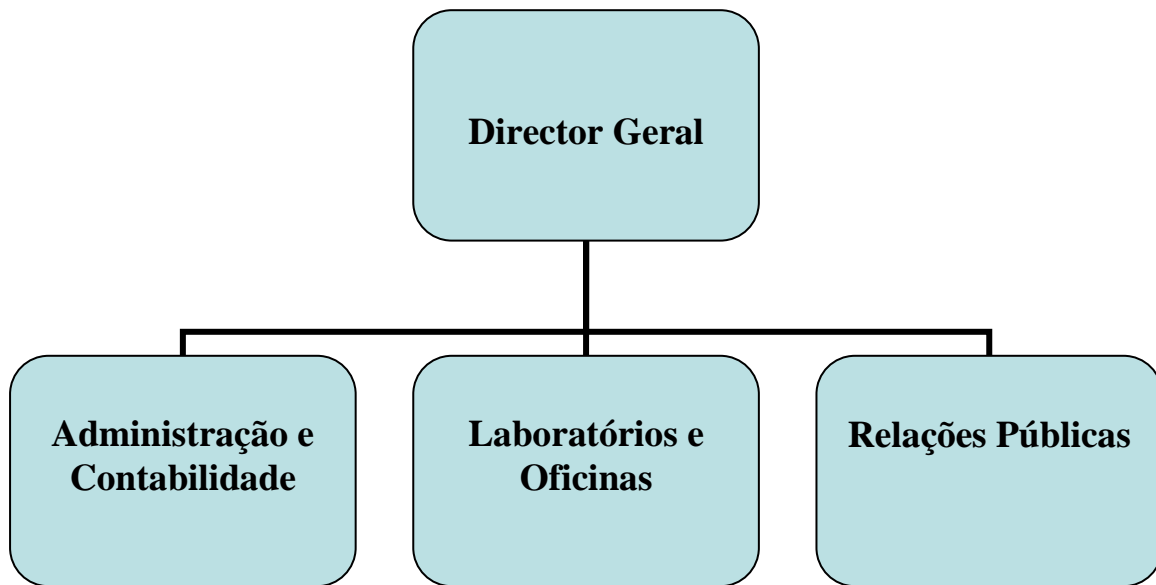 Director Geral
Administração e
Contabilidade
Laboratórios e
Oficinas
Relações Públicas